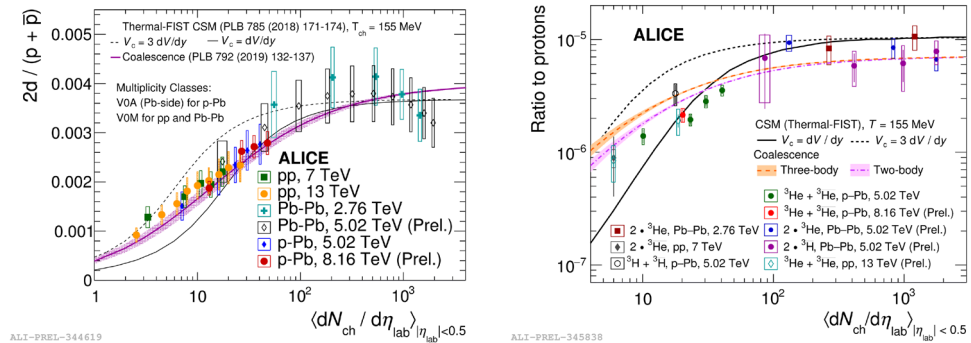 2d / (p + p̅)
0.005
0.004
0.003
0.002
0.001
0
Thermal-FIST CSM (PLB 785 (2018) 171-174), T_ch = 155 MeV
V_c = 3 dV/dy
V_c = dV/dy
Coalescence (PLB 792 (2019) 132-137)
Multiplicity Classes:
V0A (Pb-side) for p-Pb
V0M for pp and Pb-Pb
ALICE
pp, 7 TeV
pp, 13 TeV
Pb-Pb, 2.76 TeV
Pb-Pb, 5.02 TeV (Prel.)
p-Pb, 5.02 TeV
p-Pb, 8.16 TeV (Prel.)
1 10 10² 10³
⟨dN_ch / dη_lab⟩_|η_lab|<0.5
ALI-PREL-344619
Ratio to protons
10⁻⁵
10⁻⁶
10⁻⁷
ALICE
CSM (Thermal-FIST), T = 155 MeV
V_c = dV / dy
V_c = 3 dV / dy
Coalescence
Three-body
Two-body
³He + ³H̅e, p–Pb, 5.02 TeV
³He + ³H̅e, p–Pb, 8.16 TeV (Prel.)
2 • ³He, Pb–Pb, 2.76 TeV
2 • ³He, Pb–Pb, 5.02 TeV (Prel.)
2 • ³He, pp, 7 TeV
2 • ³H, Pb–Pb, 5.02 TeV (Prel.)
³H + ³H̅, p–Pb, 5.02 TeV
³He + ³H̅e, pp, 13 TeV (Prel.)
10 10² 10³
⟨dN_ch/dη_lab⟩_|η_lab|<0.5
ALI-PREL-345838